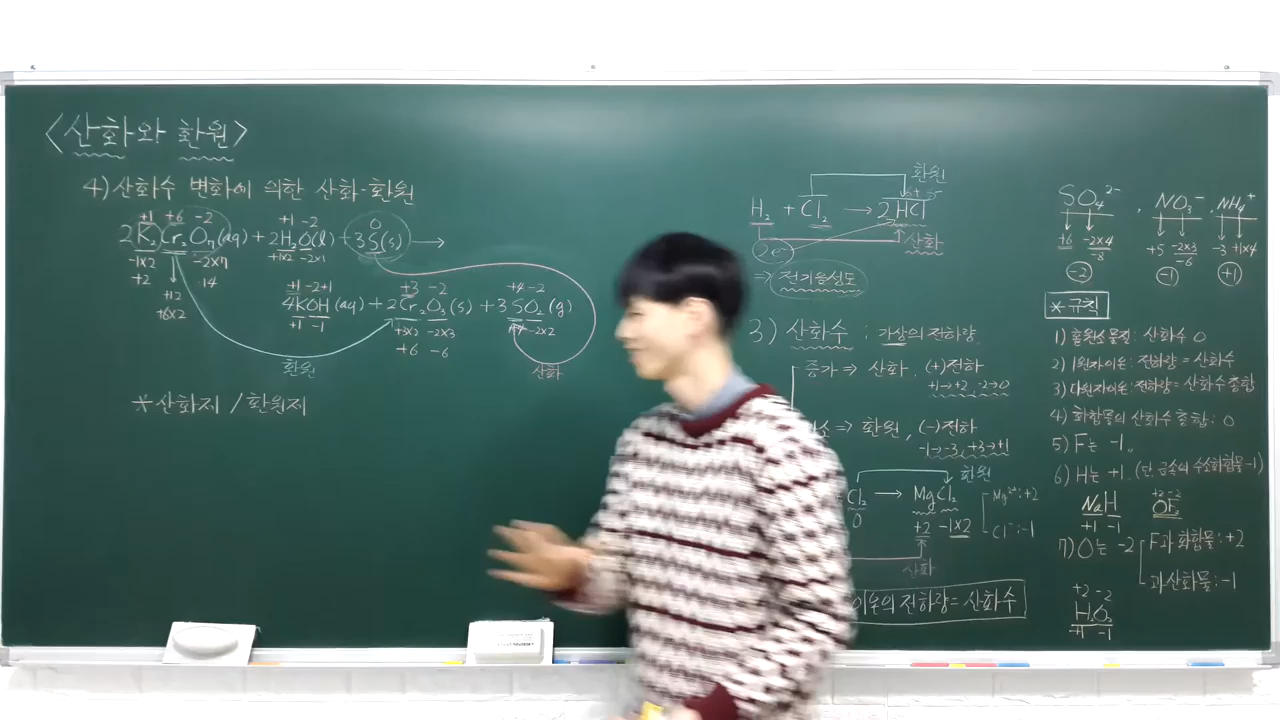 <산화와 환원>
4) 산화수 변화에 의한 산화-환원
+1 +6 -2 +1 -2 0
2K₂Cr₂O₇(aq) + 2H₂O(l) + 3S(s) →
-1×2 -2×7 +1×2 -2×1
+2 14
+12
+6×2
+1 -2+1 +3 -2 +4 -2
4KOH(aq) + 2Cr₂O₃(s) + 3SO₂(g)
+1 -1 +3×2 -2×3 -2×2
+6 -6
환원 산화
*산화제 / 환원제
환원
δ+ δ-
H₂ + Cl₂ → 2HCl
산화
2e⁻
⇒ 전기음성도
3) 산화수 : 가상의 전하량
증가 ⇒ 산화, (+)전하
+1→+2, -2→0
소 ⇒ 환원, (-)전하
-1→-3, +3→+1
환원
Cl₂ → MgCl₂ Mg²⁺:+2
0 +2 -1×2 Cl⁻:-1
산화
이온의 전하량 = 산화수
SO₄²⁻, NO₃⁻, NH₄⁺
+6 -2×4 +5 -2×3 -3 +1×4
-8 -6
-2 -1 +1
*규칙
1) 홑원소물질: 산화수 0
2) 1원자이온: 전하량 = 산화수
3) 다원자이온: 전하량 = 산화수 총합
4) 화합물의 산화수 총합: 0
5) F는 -1,,
6) H는 +1. (단, 금속의 수소화합물 -1)
NaH +2 -2
+1 -1 OF₂
7) O는 -2 F과 화합물: +2
과산화물: -1
+2 -2
H₂O₂
+1 -1